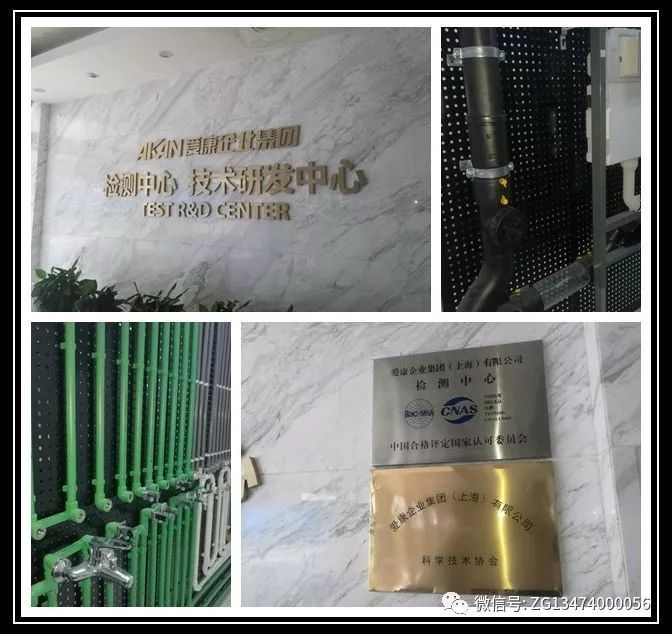 AKAN爱康企业集团
检测中心 技术研发中心
TEST R&D CENTER
爱康企业集团（上海）有限公司
检测中心
ilac-MRA
CNAS
TESTING
中国合格评定国家认可委员会
爱康企业集团（上海）有限公司
科学技术协会
微信号: ZG13474000056